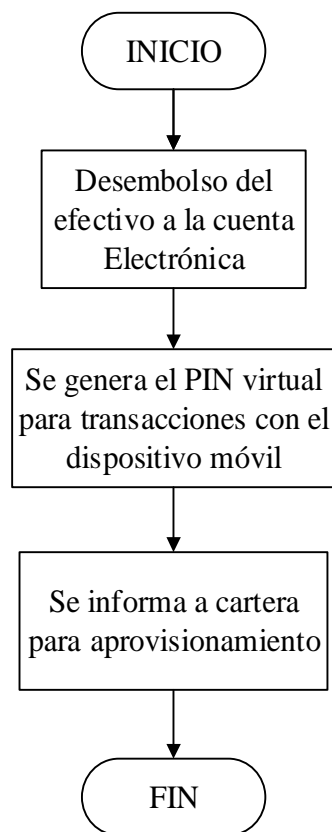 INICIO
Desembolso del
efectivo a la cuenta
Electrónica
Se genera el PIN virtual
para transacciones con el
dispositivo móvil
Se informa a cartera
para aprovisionamiento
FIN